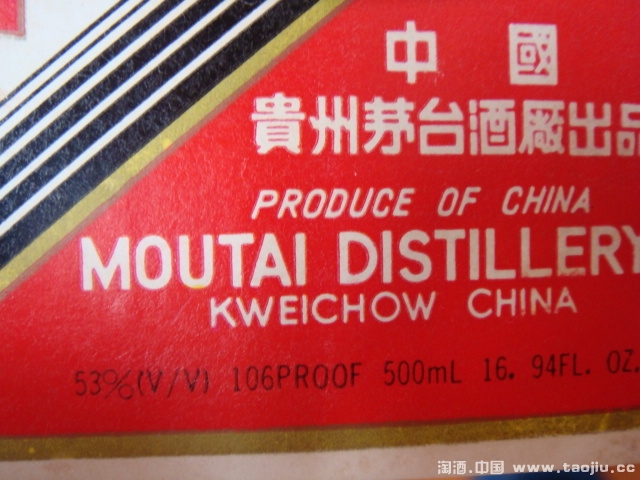 中 國
貴州茅台酒廠出品
PRODUCE OF CHINA
MOUTAI DISTILLERY
KWEICHOW CHINA
53%(V/V) 106PROOF 500mL 16. 94FL. OZ.
淘酒.中国 www.taojiu.cc